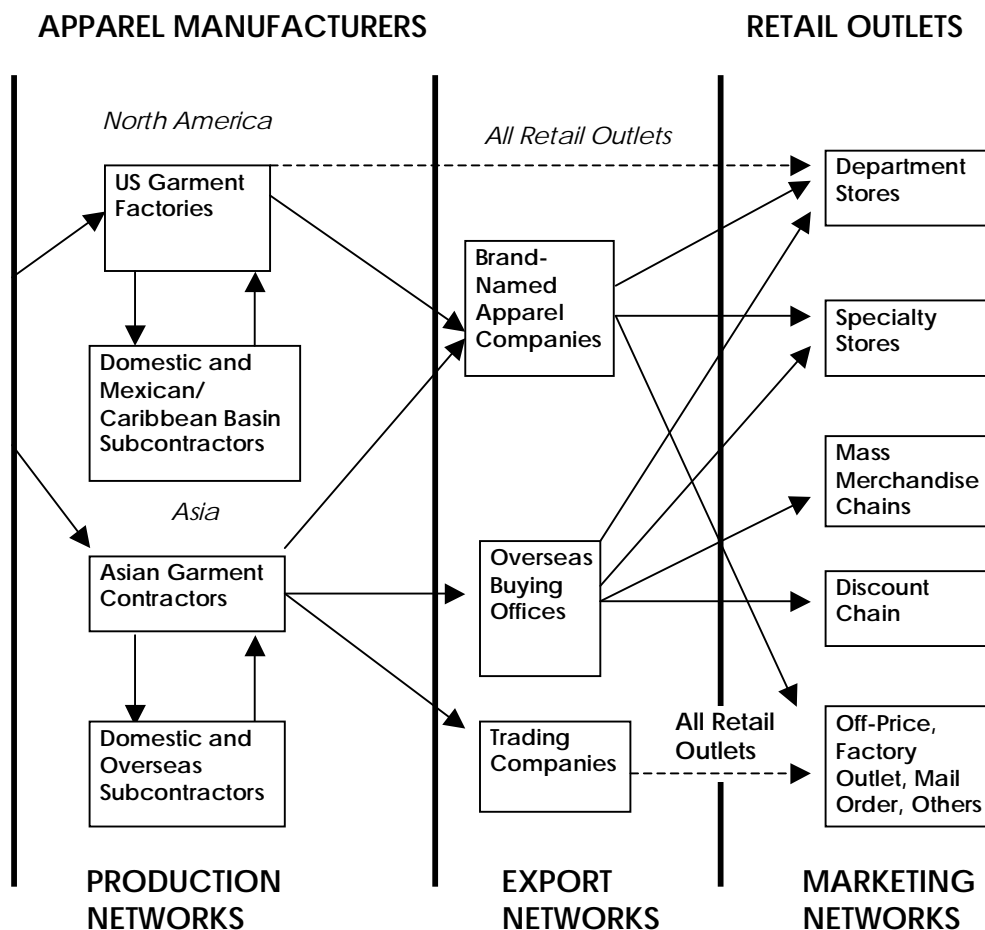 APPAREL MANUFACTURERS
RETAIL OUTLETS
North America
All Retail Outlets
US Garment
Factories
Domestic and
Mexican/
Caribbean Basin
Subcontractors
Asia
Asian Garment
Contractors
Domestic and
Overseas
Subcontractors
Brand-
Named
Apparel
Companies
Overseas
Buying
Offices
Trading
Companies
All Retail
Outlets
Department
Stores
Specialty
Stores
Mass
Merchandise
Chains
Discount
Chain
Off-Price,
Factory
Outlet, Mail
Order, Others
PRODUCTION
NETWORKS
EXPORT
NETWORKS
MARKETING
NETWORKS